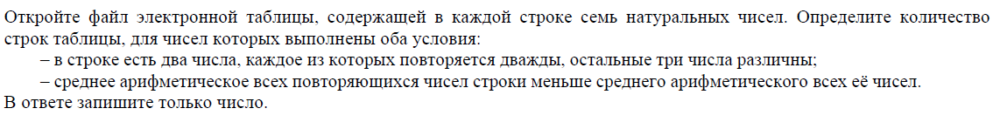 Откройте файл электронной таблицы, содержащей в каждой строке семь натуральных чисел. Определите количество
строк таблицы, для чисел которых выполнены оба условия:
– в строке есть два числа, каждое из которых повторяется дважды, остальные три числа различны;
– среднее арифметическое всех повторяющихся чисел строки меньше среднего арифметического всех её чисел.
В ответе запишите только число.